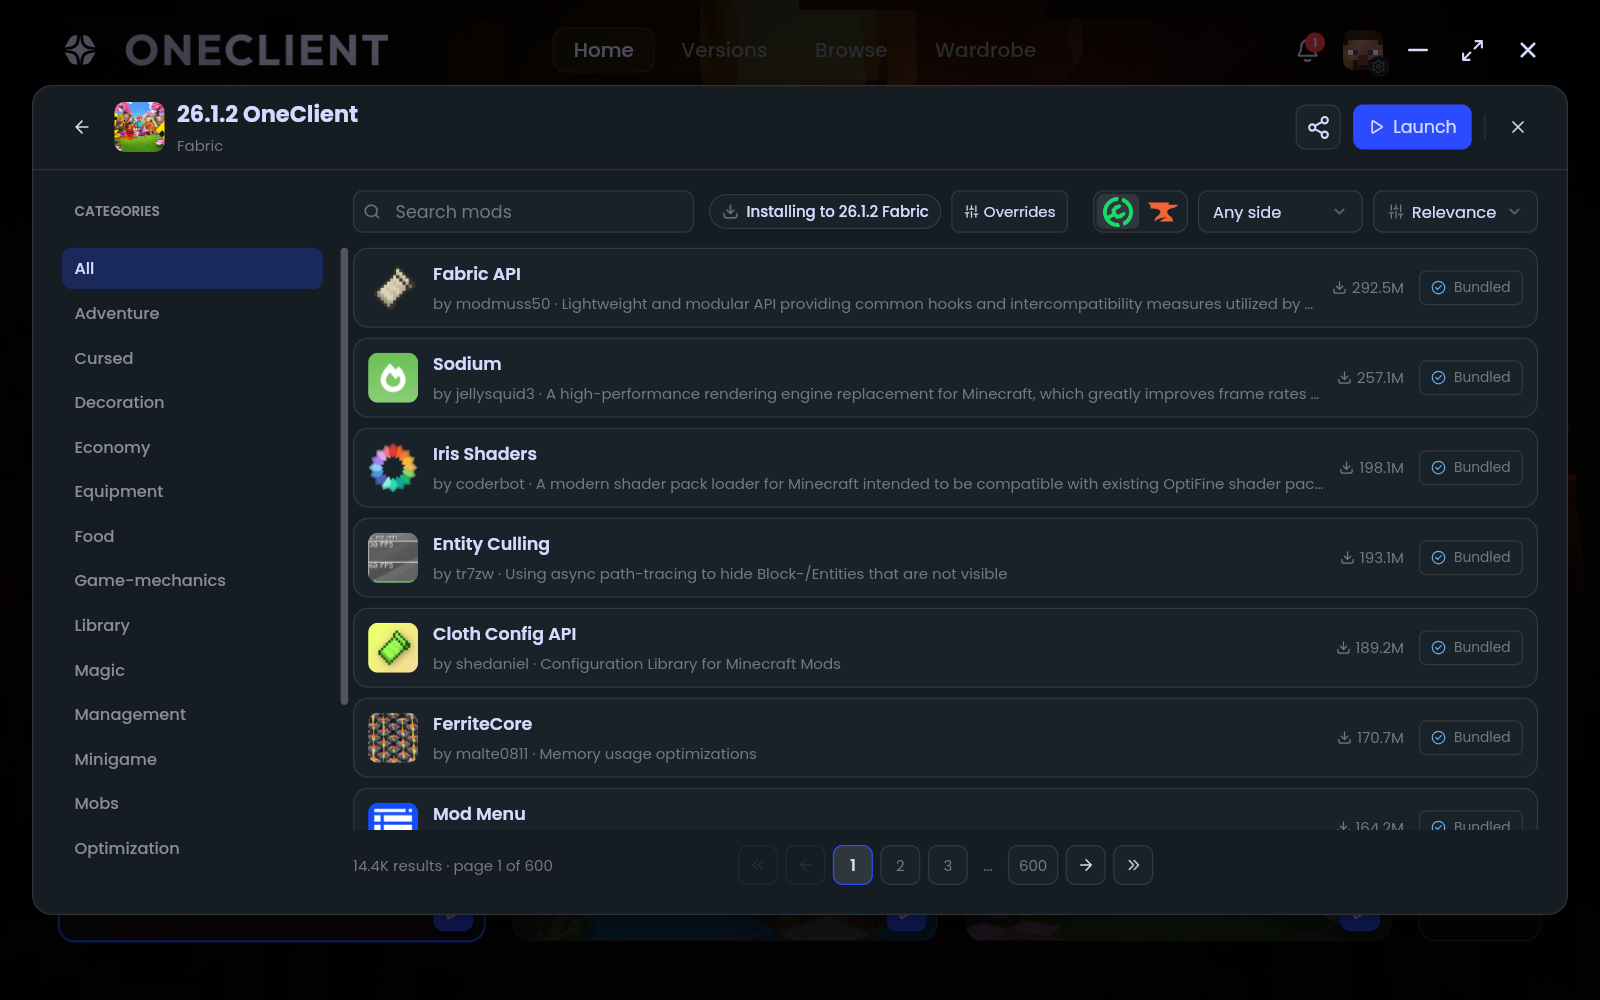 ONECLIENT
Home
Versions
Browse
Wardrobe
1
26.1.2 OneClient
Fabric
Launch
CATEGORIES
Search mods
Installing to 26.1.2 Fabric
Overrides
Any side
Relevance
All
Adventure
Cursed
Decoration
Economy
Equipment
Food
Game-mechanics
Library
Magic
Management
Minigame
Mobs
Optimization
Fabric API
by modmuss50 · Lightweight and modular API providing common hooks and intercompatibility measures utilized by ...
292.5M
Bundled
Sodium
by jellysquid3 · A high-performance rendering engine replacement for Minecraft, which greatly improves frame rates ...
257.1M
Bundled
Iris Shaders
by coderbot · A modern shader pack loader for Minecraft intended to be compatible with existing OptiFine shader pac...
198.1M
Bundled
Entity Culling
by tr7zw · Using async path-tracing to hide Block-/Entities that are not visible
193.1M
Bundled
Cloth Config API
by shedaniel · Configuration Library for Minecraft Mods
189.2M
Bundled
FerriteCore
by malte0811 · Memory usage optimizations
170.7M
Bundled
Mod Menu
164.2M
Bundled
14.4K results · page 1 of 600
1
2
3
...
600